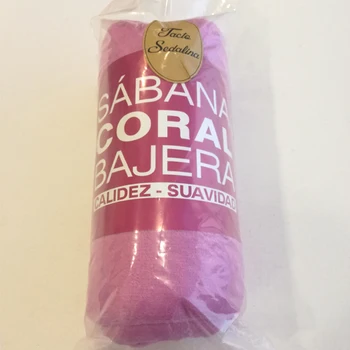 Tacto
Sedalina
SÁBANA
CORAL
BAJERA
CALIDEZ - SUAVIDAD